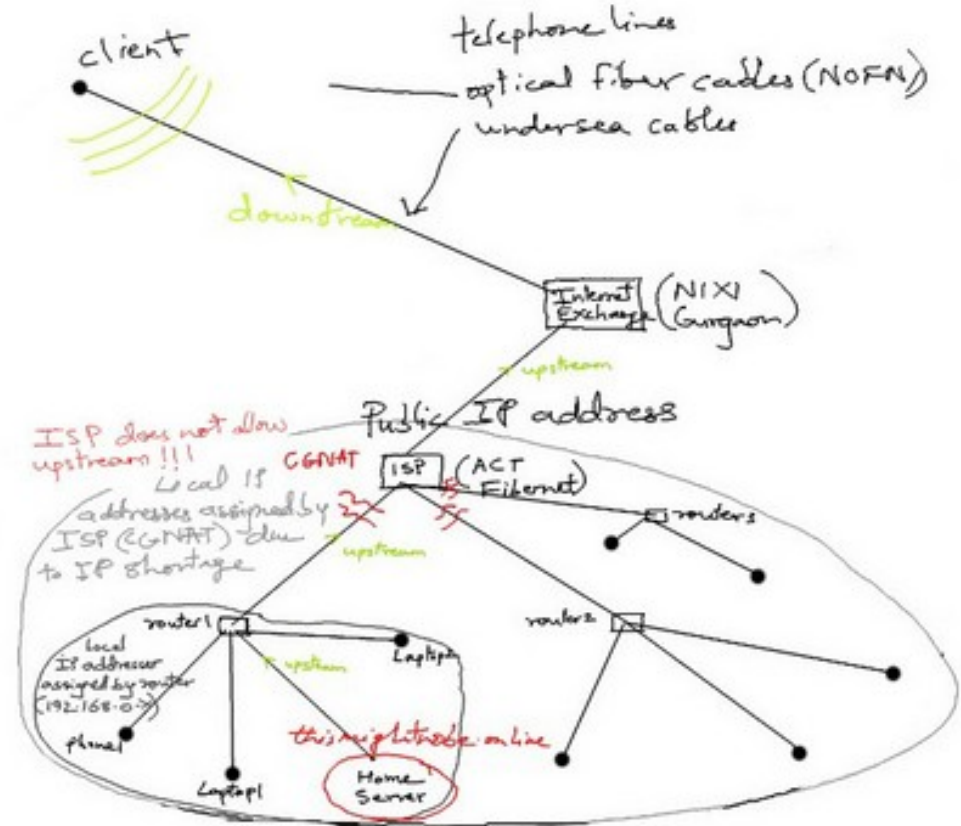 client
telephone lines
optical fiber cables (NOFN)
undersea cables
downstream
Internet
Exchange
(NIXI
Gurgaon)
upstream
Public IP address
ISP does not allow
upstream!!!
CGNAT
ISP
(ACT
Fibernet)
Local IP
addresses assigned by
ISP (CGNAT) due
to IP shortage
upstream
router3
router1
router2
Local
IP addresses
assigned by router
(192.168.0.x)
upstream
Laptop2
phone1
Laptop1
this might not be online
Home
Server